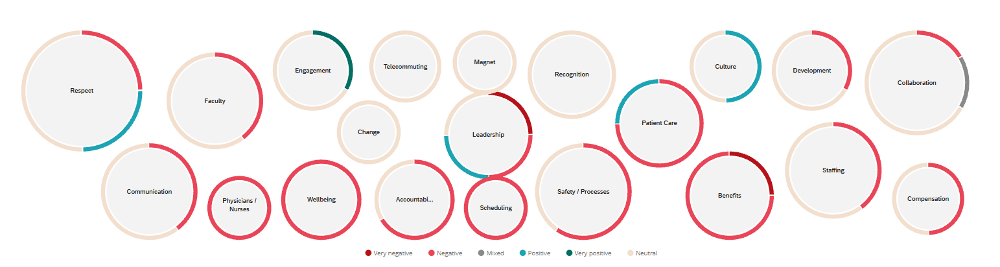 Respect
Faculty
Engagement
Telecommuting
Magnet
Recognition
Culture
Development
Collaboration
Change
Leadership
Patient Care
Communication
Physicians /
Nurses
Wellbeing
Accountabi...
Scheduling
Safety / Processes
Benefits
Staffing
Compensation
Very negative
Negative
Mixed
Positive
Very positive
Neutral